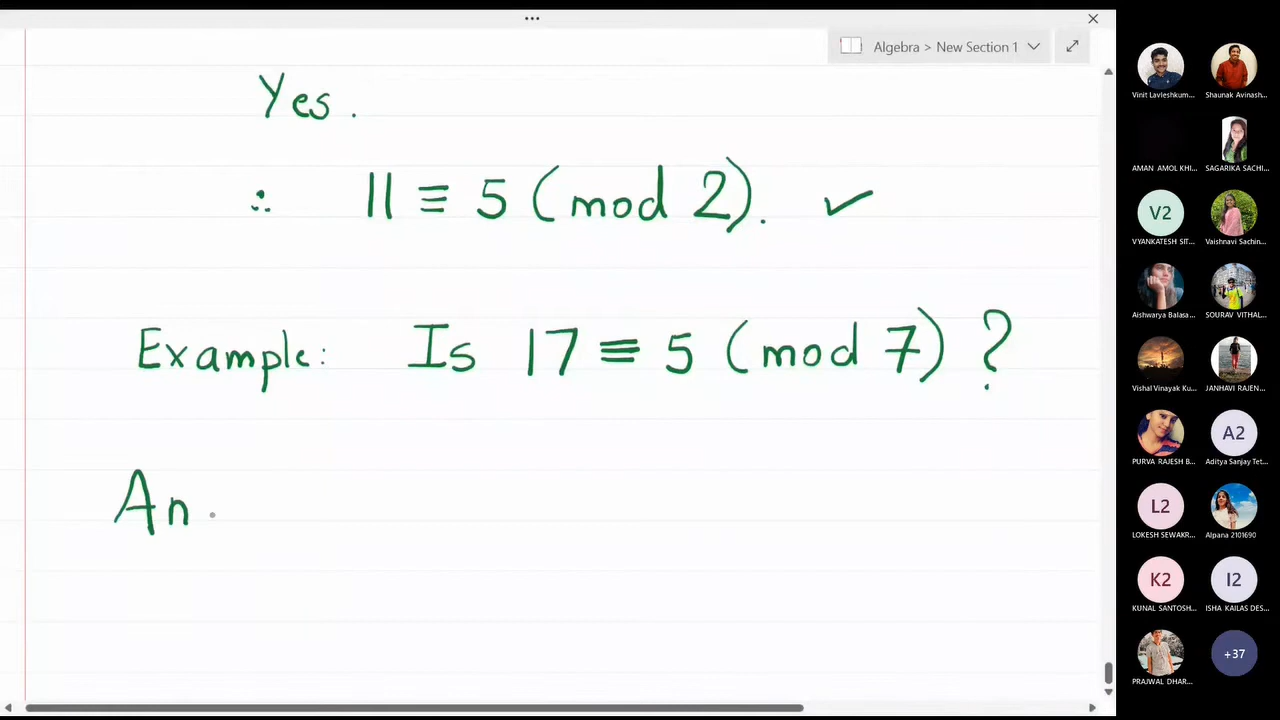 Algebra > New Section 1
Yes.
∴ 11 ≡ 5 (mod 2). ✓
Example: Is 17 ≡ 5 (mod 7) ?
An
Vinit Lavleshkum...
Shaunak Avinash...
AMAN AMOL KHI...
SAGARIKA SACHI...
V2
VYANKATESH SIT...
Vaishnavi Sachin...
Aishwarya Balasa...
SOURAV VITHAL...
Vishal Vinayak Ku...
JANHAVI RAJEN...
PURVA RAJESH B...
A2
Aditya Sanjay Tet...
L2
LOKESH SEWAKR...
Alpana 2101690
K2
KUNAL SANTOSH...
I2
ISHA KAILAS DES...
PRAJWAL DHAR...
+37